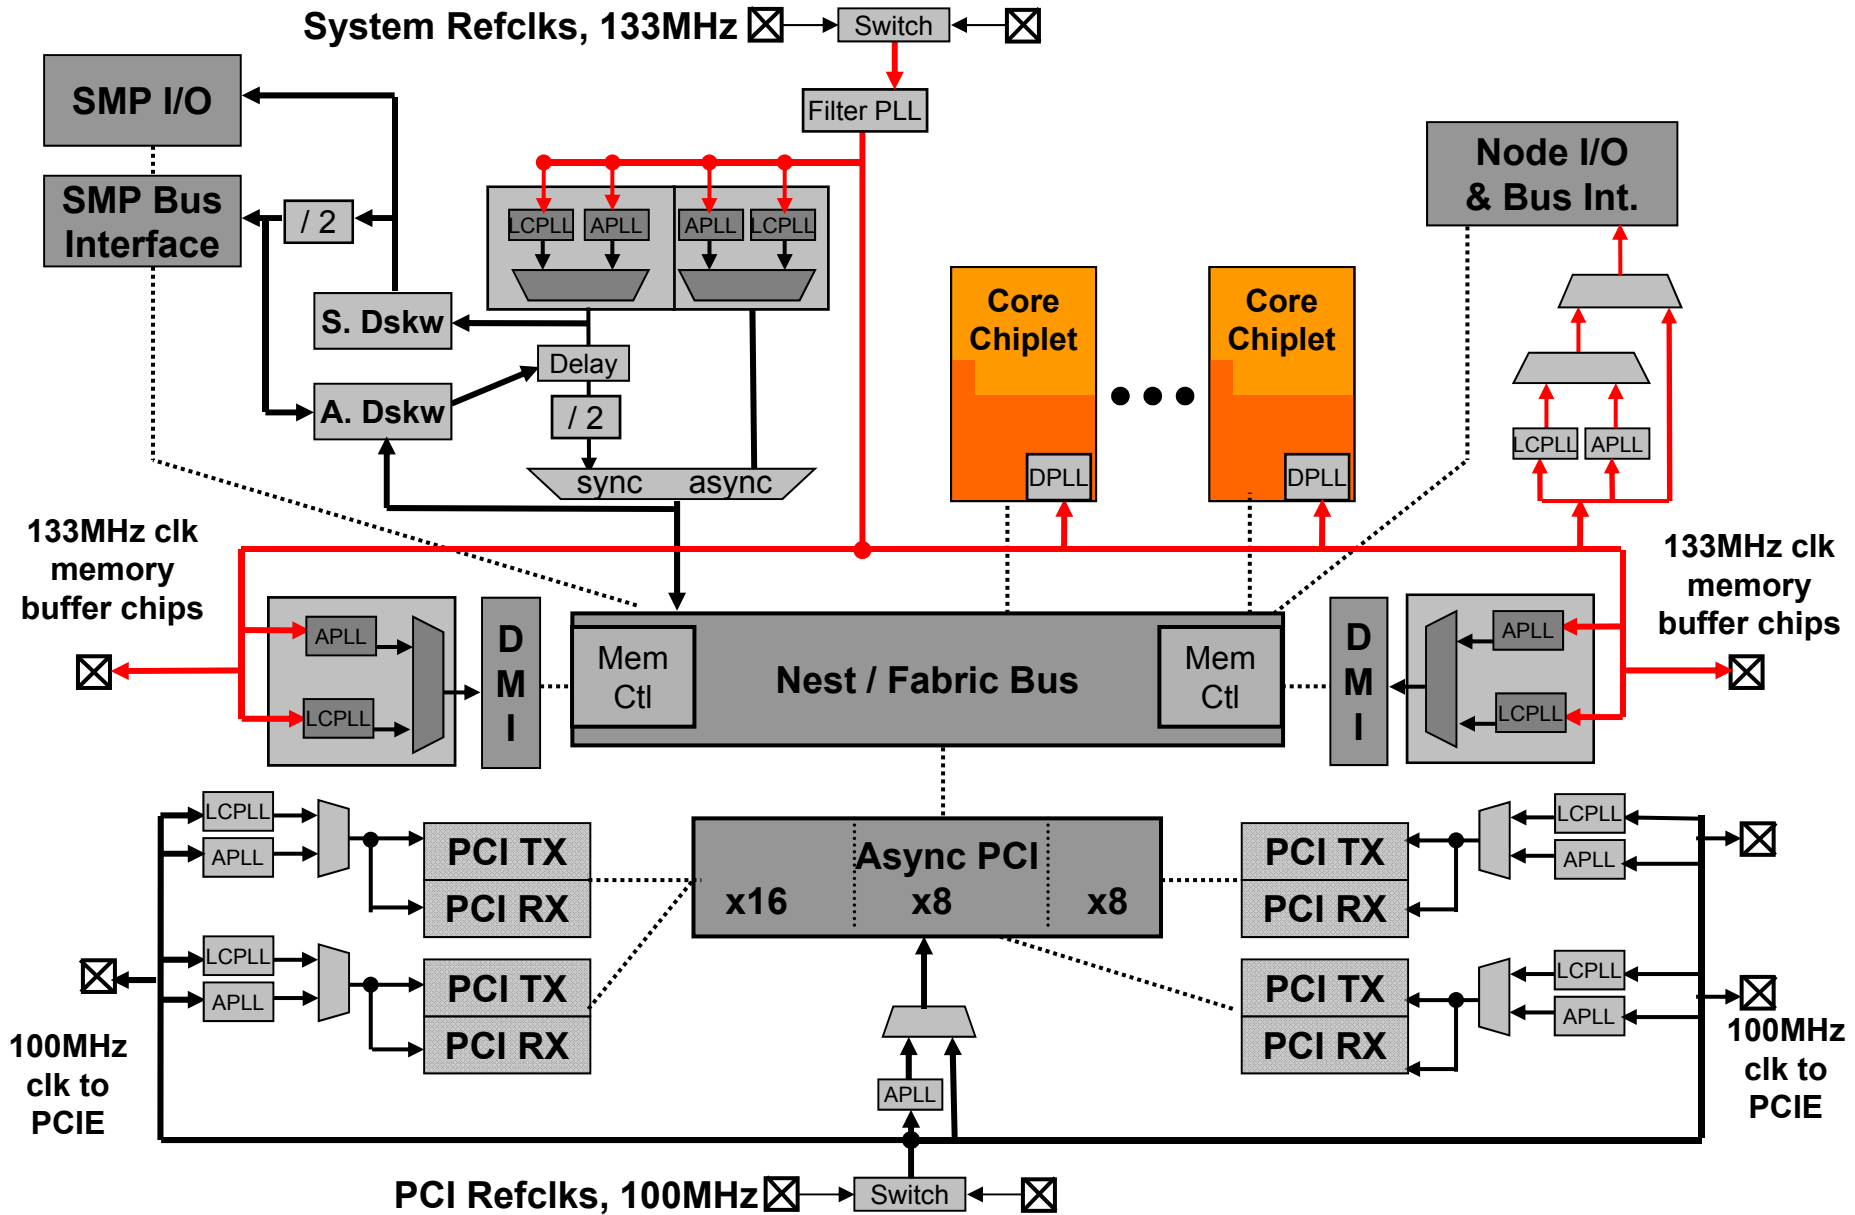 System Refclks, 133MHz
Switch
Filter PLL
SMP I/O
SMP Bus
Interface
/ 2
S. Dskw
A. Dskw
LCPLL
APLL
APLL
LCPLL
Delay
/ 2
sync
async
Core
Chiplet
DPLL
Core
Chiplet
DPLL
Node I/O
& Bus Int.
LCPLL
APLL
133MHz clk
memory
buffer chips
APLL
LCPLL
D
M
I
Mem
Ctl
Nest / Fabric Bus
Mem
Ctl
D
M
I
APLL
LCPLL
133MHz clk
memory
buffer chips
LCPLL
APLL
PCI TX
PCI RX
LCPLL
APLL
PCI TX
PCI RX
Async PCI
x16
x8
x8
PCI TX
PCI RX
LCPLL
APLL
PCI TX
PCI RX
LCPLL
APLL
100MHz
clk to
PCIE
APLL
100MHz
clk to
PCIE
PCI Refclks, 100MHz
Switch